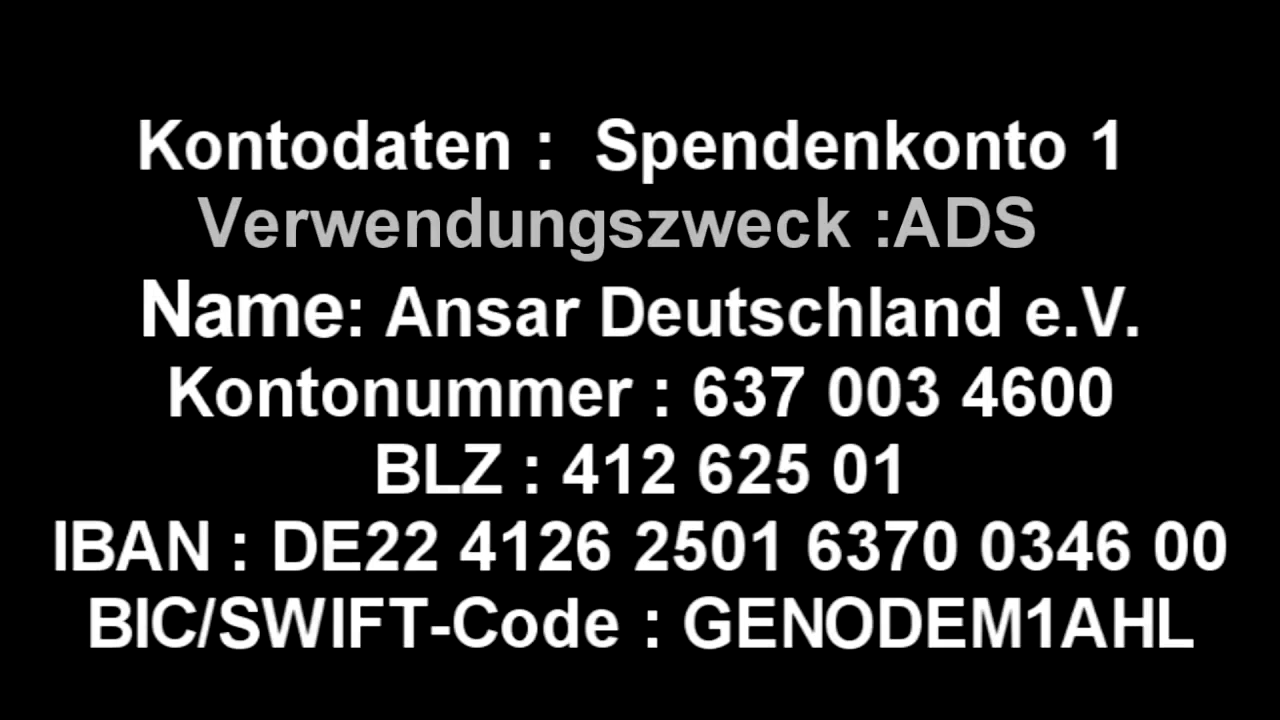 Kontodaten : Spendenkonto 1
Verwendungszweck :ADS
Name: Ansar Deutschland e.V.
Kontonummer : 637 003 4600
BLZ : 412 625 01
IBAN : DE22 4126 2501 6370 0346 00
BIC/SWIFT-Code : GENODEM1AHL